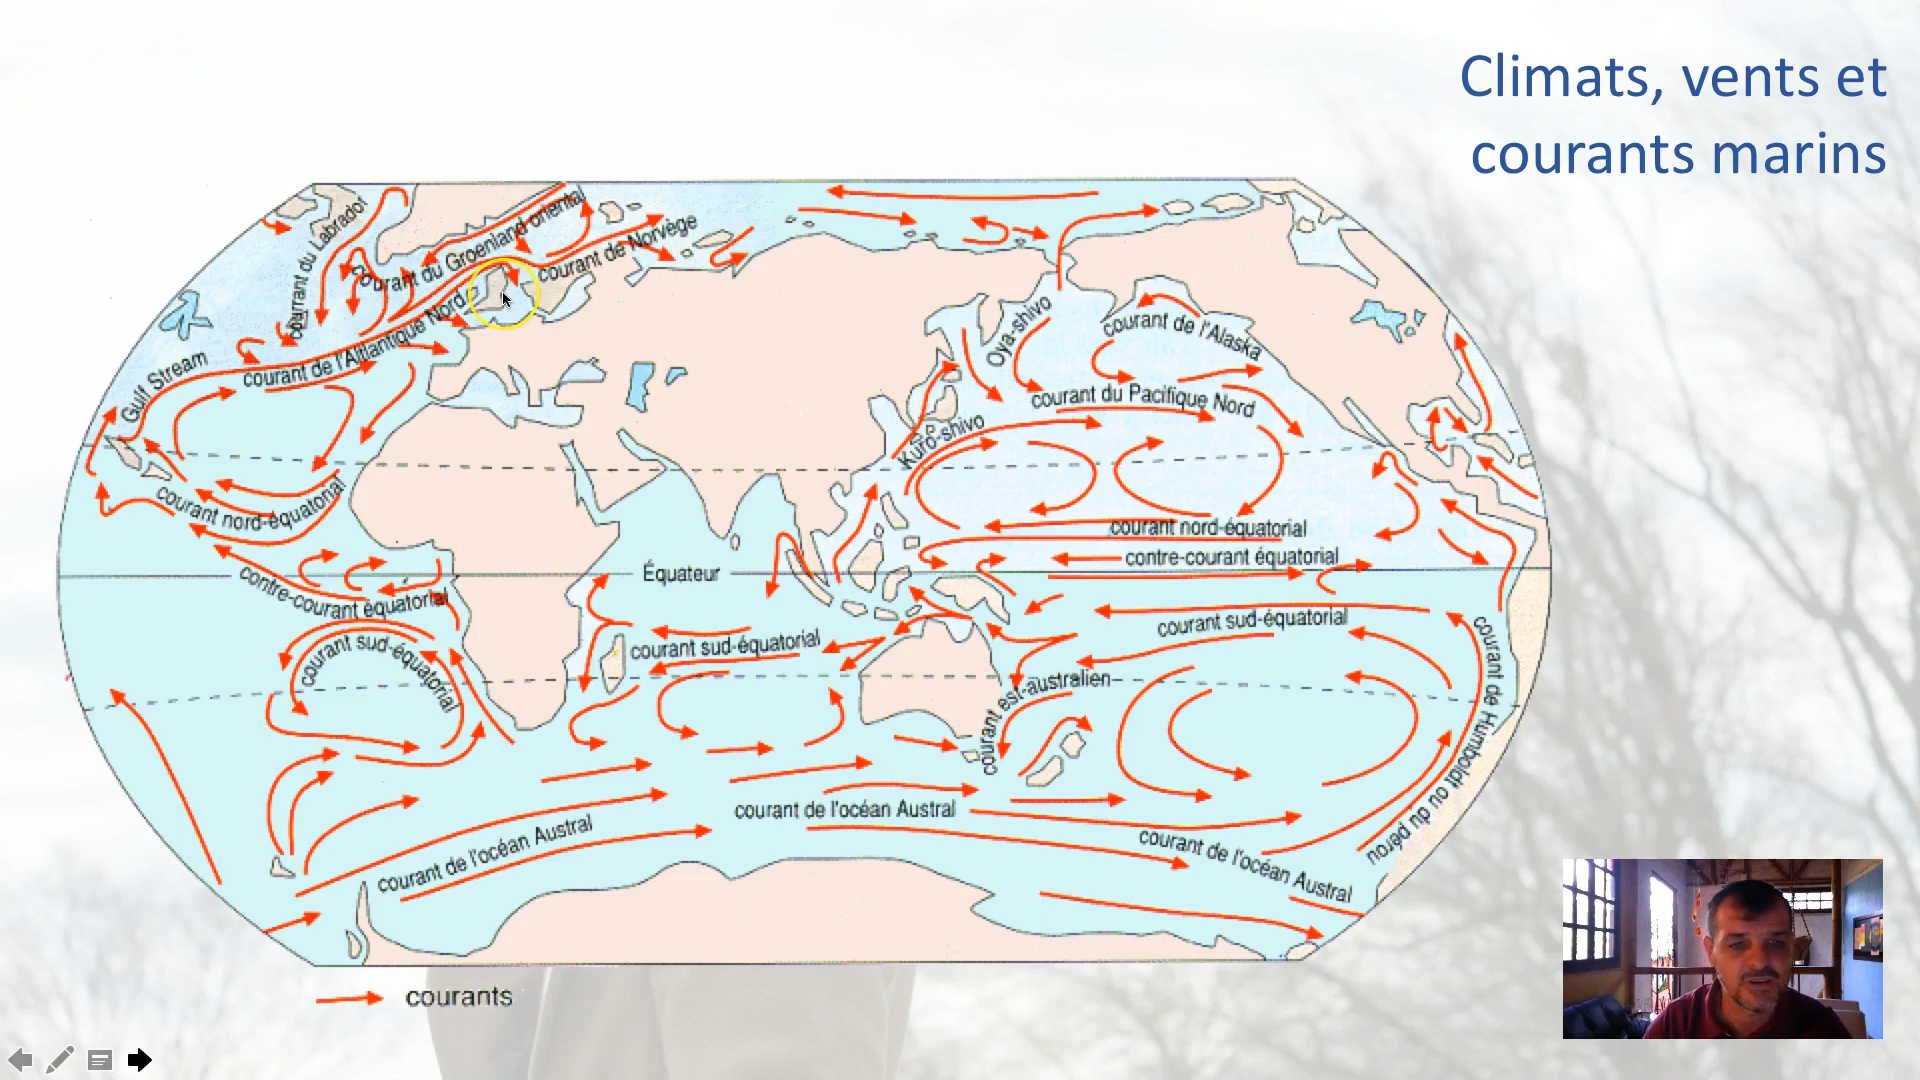 Climats, vents et
courants marins
courant du Labrador
courant du Groenland oriental
courant de Norvège
Gulf Stream
courant de l'Altlantique Nord
Oya-shivo
courant de l'Alaska
courant du Pacifique Nord
Kuro-shivo
courant nord-équatorial
courant nord-équatorial
contre-courant équatorial
Équateur
contre-courant équatorial
courant sud-équatorial
courant sud-équatorial
courant sud-équatorial
courant est-australien
courant de Humboldt ou du pérou
courant de l'océan Austral
courant de l'océan Austral
courant de l'océan Austral
courants